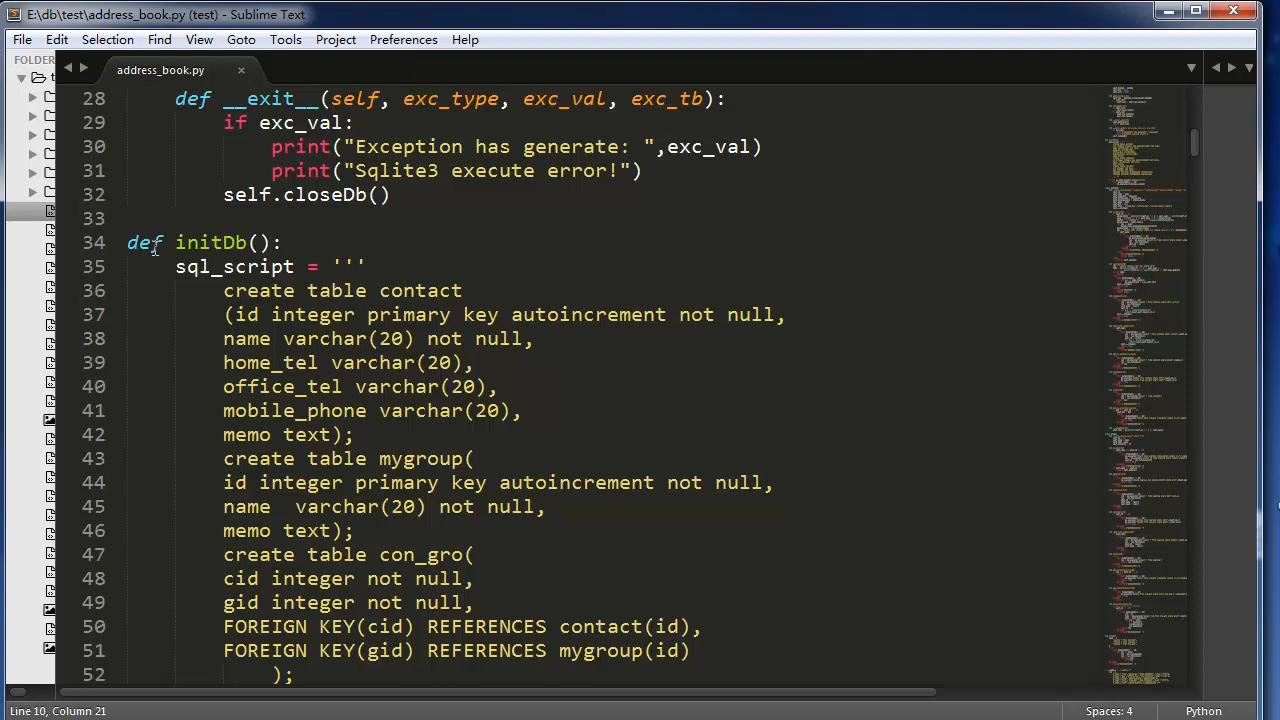 E:\db\test\address_book.py (test) - Sublime Text
File Edit Selection Find View Goto Tools Project Preferences Help
FOLDER
address_book.py ×
28 def __exit__(self, exc_type, exc_val, exc_tb):
29 if exc_val:
30 print("Exception has generate: ",exc_val)
31 print("Sqlite3 execute error!")
32 self.closeDb()
33
34 def initDb():
35 sql_script = '''
36 create table contact
37 (id integer primary key autoincrement not null,
38 name varchar(20) not null,
39 home_tel varchar(20),
40 office_tel varchar(20),
41 mobile_phone varchar(20),
42 memo text);
43 create table mygroup(
44 id integer primary key autoincrement not null,
45 name  varchar(20) not null,
46 memo text);
47 create table con_gro(
48 cid integer not null,
49 gid integer not null,
50 FOREIGN KEY(cid) REFERENCES contact(id),
51 FOREIGN KEY(gid) REFERENCES mygroup(id)
52 );
Line 10, Column 21 Spaces: 4 Python